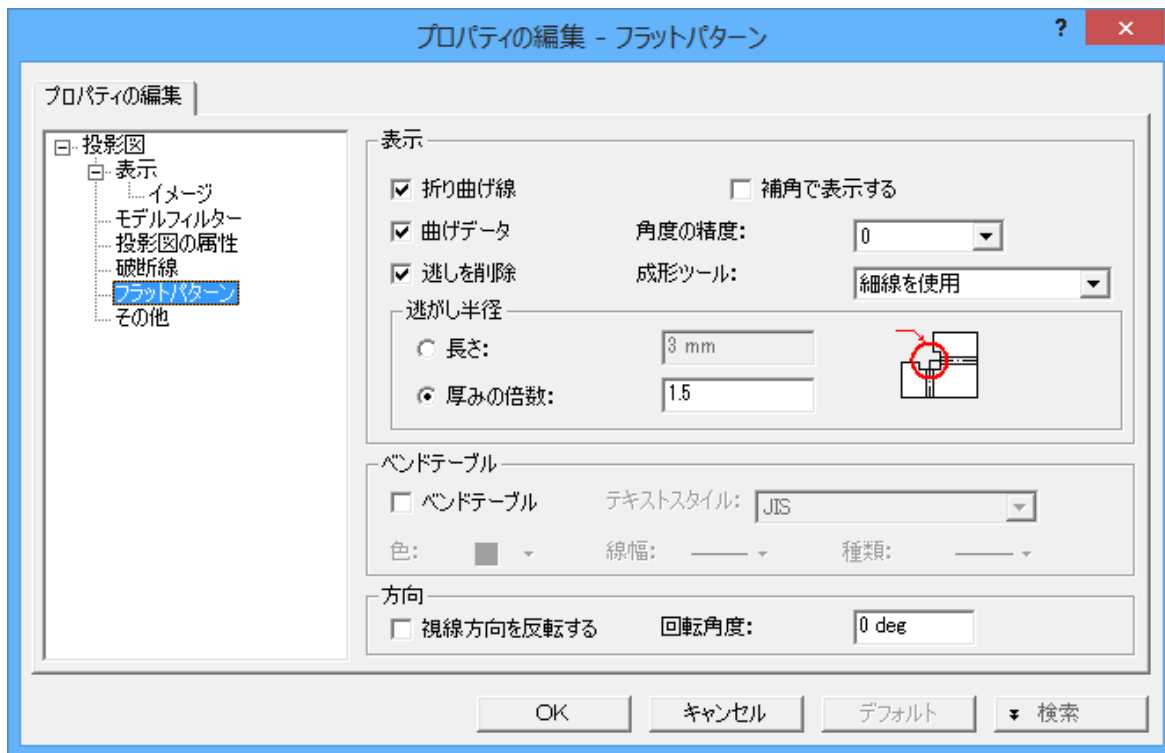 プロパティの編集 - フラットパターン
?
プロパティの編集
投影図
表示
イメージ
モデルフィルター
投影図の属性
破断線
フラットパターン
その他
表示
折り曲げ線
補角で表示する
曲げデータ
角度の精度:
0
逃しを削除
成形ツール:
細線を使用
逃がし半径
長さ:
3 mm
厚みの倍数:
1.5
ベンドテーブル
ベンドテーブル
テキストスタイル:
JIS
色:
線幅:
種類:
方向
視線方向を反転する
回転角度:
0 deg
OK
キャンセル
デフォルト
検索